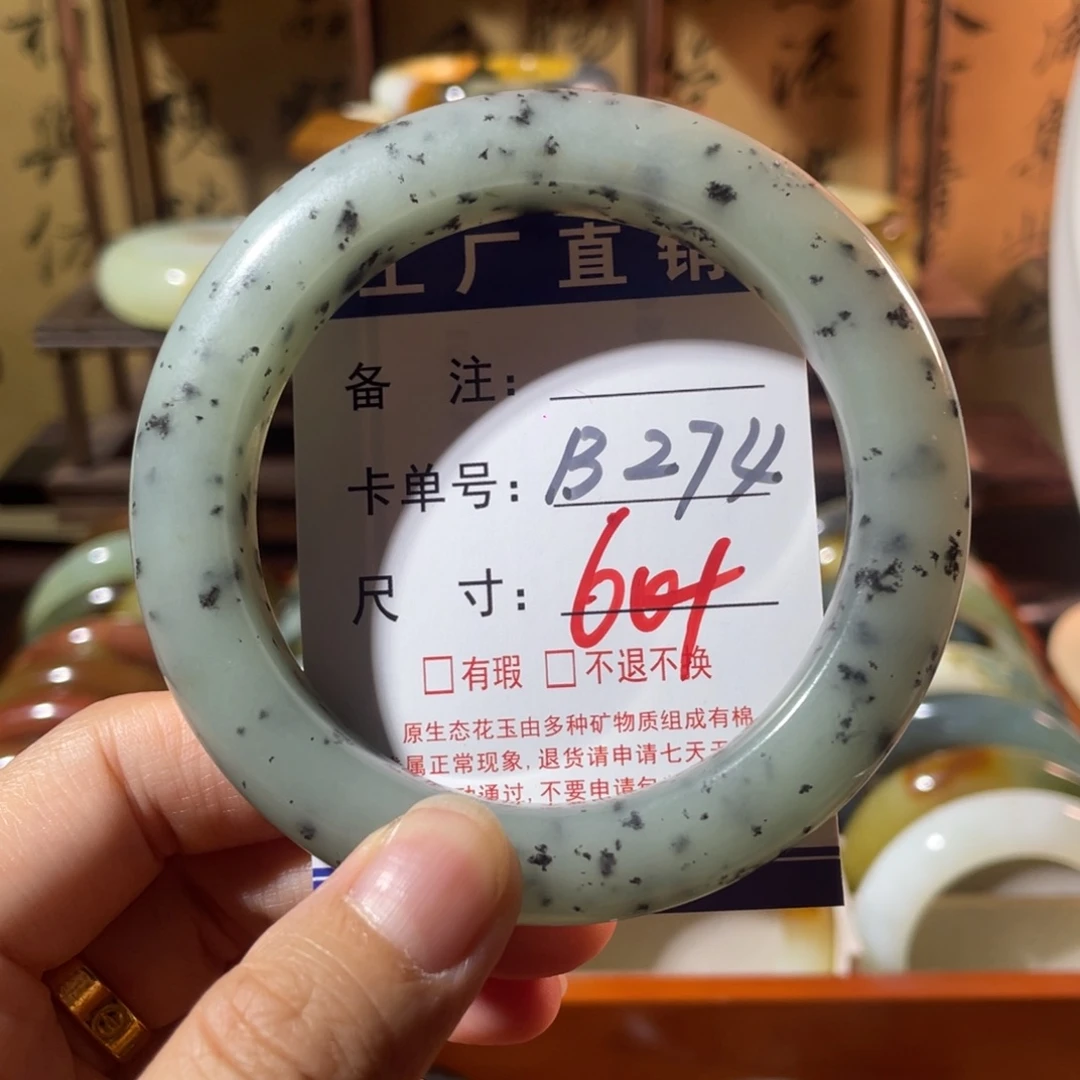 工厂直销
备 注：
卡单号：B274
尺 寸：60+
□有瑕 □不退不换
原生态花玉由多种矿物质组成有棉
属正常现象，退货请申请七天无
动通过，不要申请